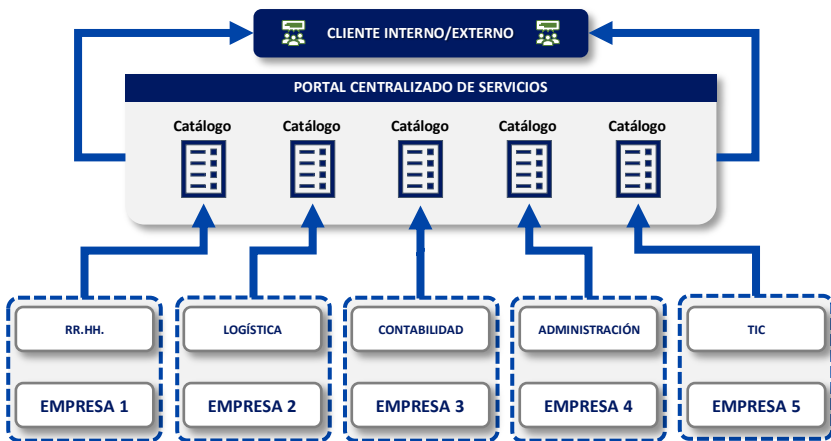 CLIENTE INTERNO/EXTERNO
PORTAL CENTRALIZADO DE SERVICIOS
Catálogo Catálogo Catálogo Catálogo Catálogo
RR.HH. LOGÍSTICA CONTABILIDAD ADMINISTRACIÓN TIC
EMPRESA 1 EMPRESA 2 EMPRESA 3 EMPRESA 4 EMPRESA 5